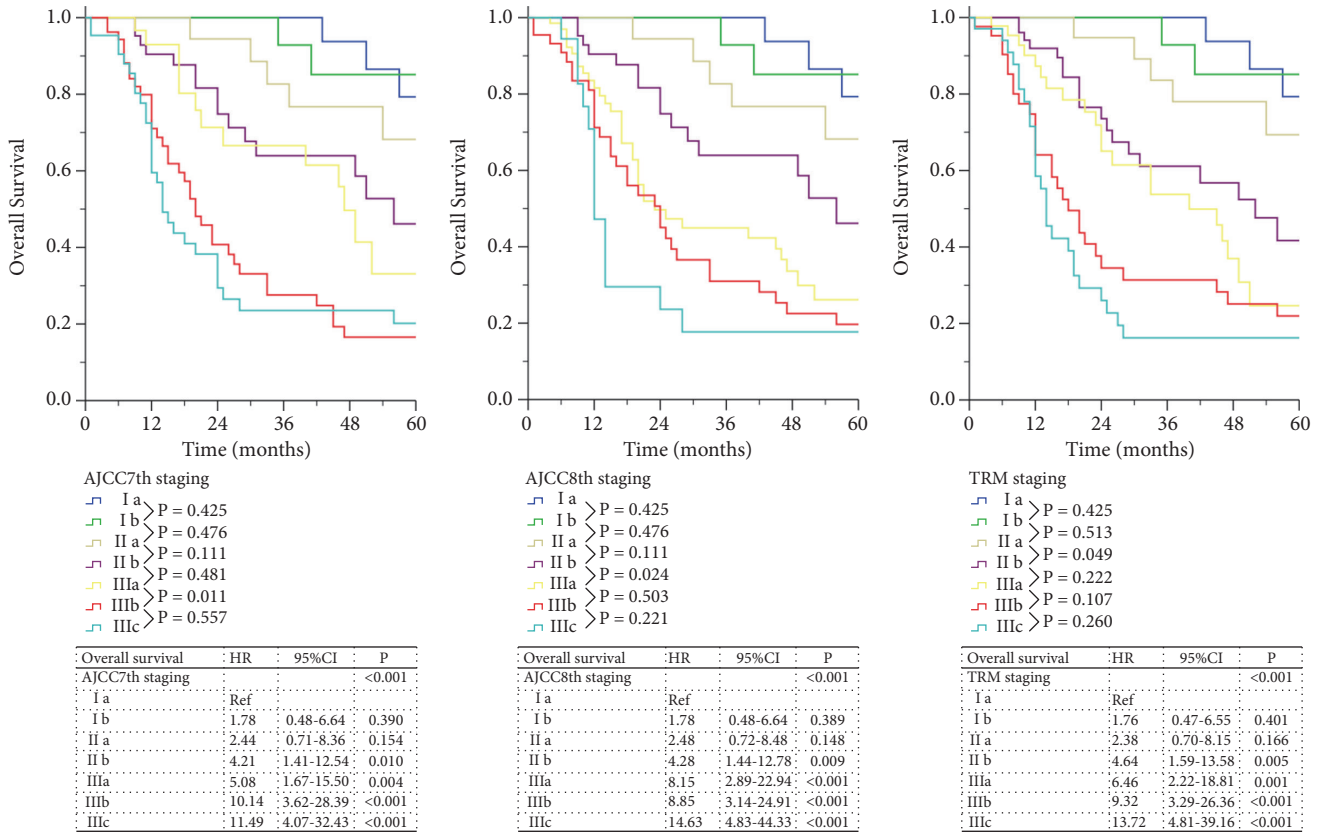 1.0
0.8
0.6
0.4
0.2
0.0
Overall Survival
0 12 24 36 48 60
Time (months)
AJCC7th staging
I a
P = 0.425
I b
P = 0.476
II a
P = 0.111
II b
P = 0.481
IIIa
P = 0.011
IIIb
P = 0.557
IIIc
Overall survival HR 95%CI P
AJCC7th staging <0.001
I a Ref
I b 1.78 0.48-6.64 0.390
II a 2.44 0.71-8.36 0.154
II b 4.21 1.41-12.54 0.010
IIIa 5.08 1.67-15.50 0.004
IIIb 10.14 3.62-28.39 <0.001
IIIc 11.49 4.07-32.43 <0.001
1.0
0.8
0.6
0.4
0.2
0.0
Overall Survival
0 12 24 36 48 60
Time (months)
AJCC8th staging
I a
P = 0.425
I b
P = 0.476
II a
P = 0.111
II b
P = 0.024
IIIa
P = 0.503
IIIb
P = 0.221
IIIc
Overall survival HR 95%CI P
AJCC8th staging <0.001
I a Ref
I b 1.78 0.48-6.64 0.389
II a 2.48 0.72-8.48 0.148
II b 4.28 1.44-12.78 0.009
IIIa 8.15 2.89-22.94 <0.001
IIIb 8.85 3.14-24.91 <0.001
IIIc 14.63 4.83-44.33 <0.001
1.0
0.8
0.6
0.4
0.2
0.0
Overall Survival
0 12 24 36 48 60
Time (months)
TRM staging
I a
P = 0.425
I b
P = 0.513
II a
P = 0.049
II b
P = 0.222
IIIa
P = 0.107
IIIb
P = 0.260
IIIc
Overall survival HR 95%CI P
TRM staging <0.001
I a Ref
I b 1.76 0.47-6.55 0.401
II a 2.38 0.70-8.15 0.166
II b 4.64 1.59-13.58 0.005
IIIa 6.46 2.22-18.81 0.001
IIIb 9.32 3.29-26.36 <0.001
IIIc 13.72 4.81-39.16 <0.001